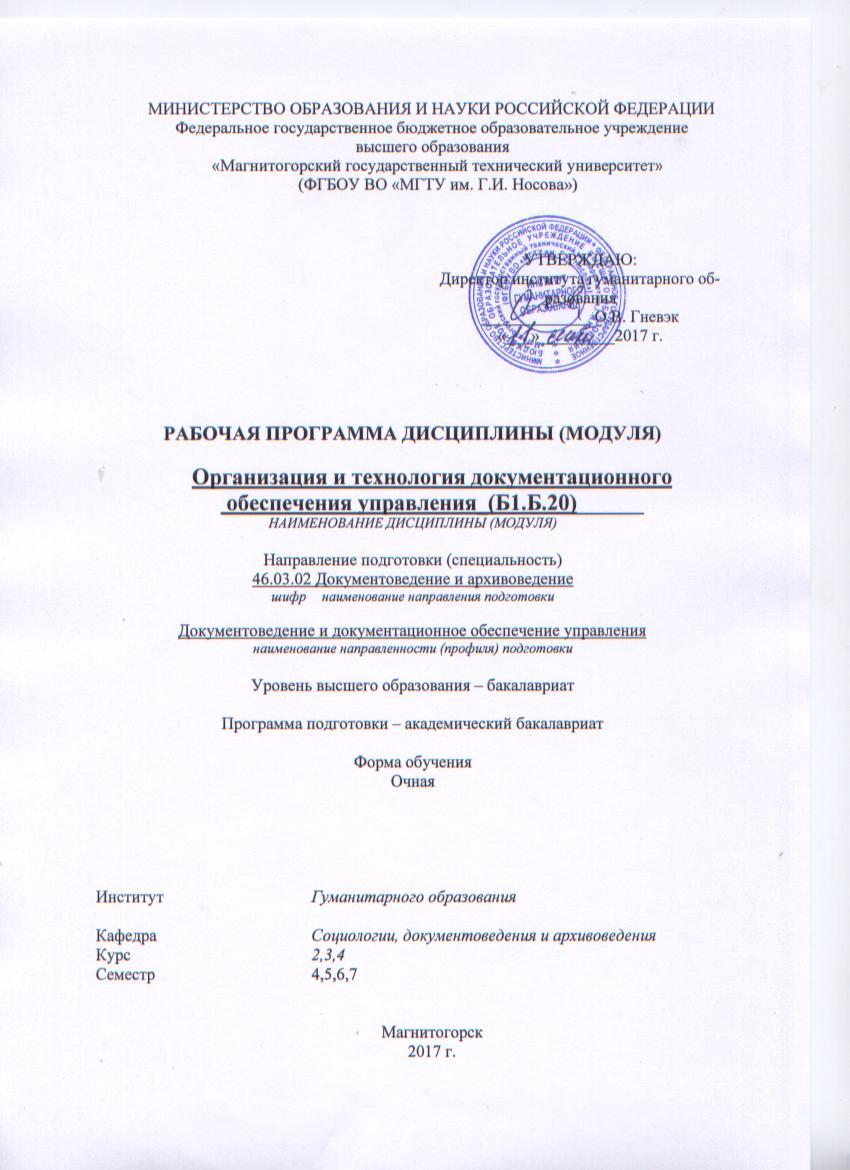 МИНИСТЕРСТВО ОБРАЗОВАНИЯ И НАУКИ РОССИЙСКОЙ ФЕДЕРАЦИИ
Федеральное государственное бюджетное образовательное учреждение
высшего образования
«Магнитогорский государственный технический университет»
(ФГБОУ ВО «МГТУ им. Г.И. Носова»)
УТВЕРЖДАЮ:
Директор института гуманитарного об-
разования
О.В. Гневэк
2017 г.
РАБОЧАЯ ПРОГРАММА ДИСЦИПЛИНЫ (МОДУЛЯ)
Организация и технология документационного
обеспечения управления (Б1.Б.20)
НАИМЕНОВАНИЕ ДИСЦИПЛИНЫ (МОДУЛЯ)
Направление подготовки (специальность)
46.03.02 Документоведение и архивоведение
шифр наименование направления подготовки
Документоведение и документационное обеспечение управления
наименование направленности (профиля) подготовки
Уровень высшего образования – бакалавриат
Программа подготовки – академический бакалавриат
Форма обучения
Очная
Институт Гуманитарного образования
Кафедра Социологии, документоведения и архивоведения
Курс 2,3,4
Семестр 4,5,6,7
Магнитогорск
2017 г.